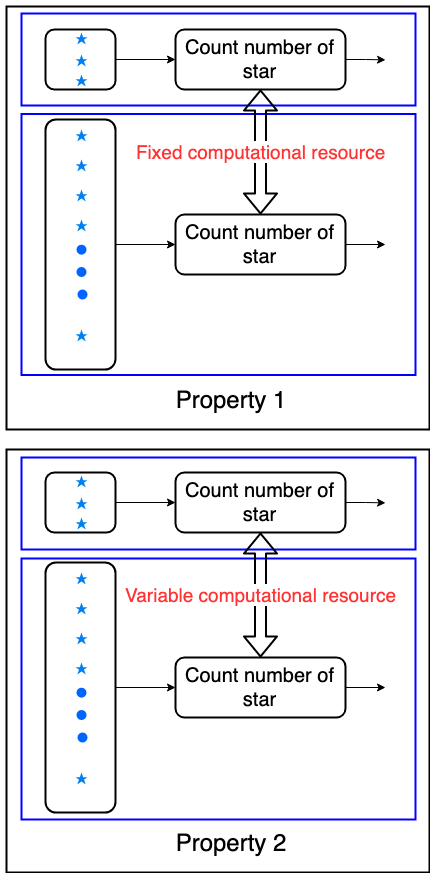 Count number of
star
Fixed computational resource
Count number of
star
Property 1
Count number of
star
Variable computational resource
Count number of
star
Property 2